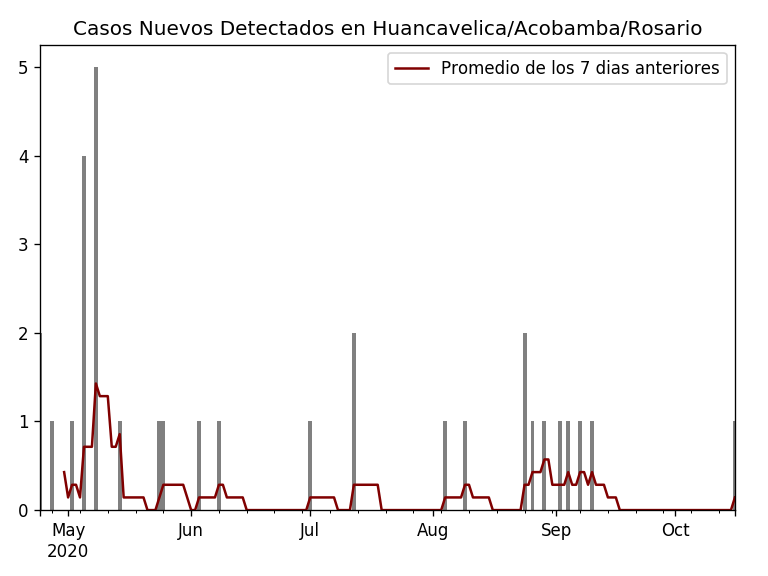 Casos Nuevos Detectados en Huancavelica/Acobamba/Rosario
Promedio de los 7 dias anteriores
5
4
3
2
1
0
May Jun Jul Aug Sep Oct
2020